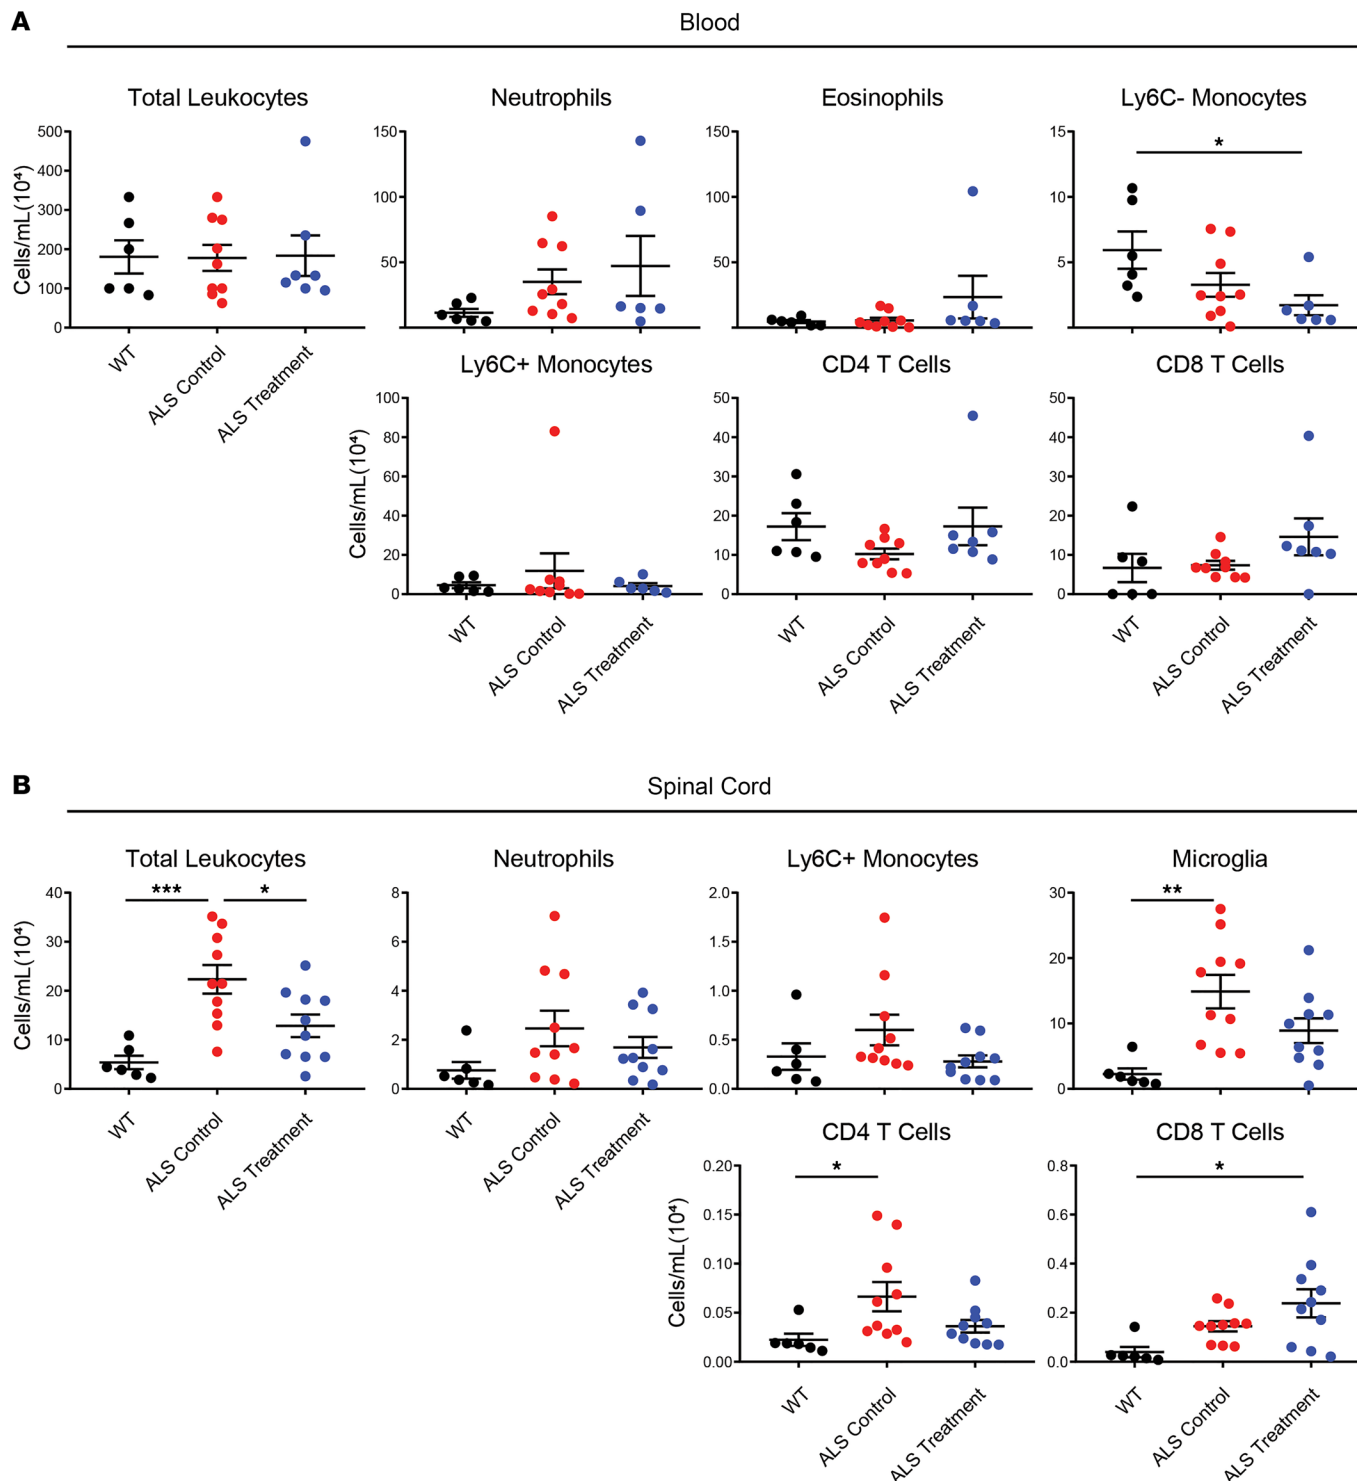 A
Blood
Total Leukocytes
Neutrophils
Eosinophils
Ly6C- Monocytes
Cells/mL(10⁴)
500
400
300
200
100
0
150
100
50
150
100
50
15
10
5
0
*
WT
ALS Control
ALS Treatment
Ly6C+ Monocytes
CD4 T Cells
CD8 T Cells
Cells/mL(10⁴)
100
80
60
40
20
0
50
40
30
20
10
0
50
40
30
20
10
0
WT
ALS Control
ALS Treatment
WT
ALS Control
ALS Treatment
WT
ALS Control
ALS Treatment
B
Spinal Cord
Total Leukocytes
Neutrophils
Ly6C+ Monocytes
Microglia
Cells/mL(10⁴)
40
30
20
10
0
***
*
8
6
4
2
0
2.0
1.5
1.0
0.5
0.0
30
20
10
0
**
WT
ALS Control
ALS Treatment
WT
ALS Control
ALS Treatment
CD4 T Cells
CD8 T Cells
Cells/mL(10⁴)
0.20
0.15
0.10
0.05
0.00
*
0.8
0.6
0.4
0.2
0.0
*
WT
ALS Control
ALS Treatment
WT
ALS Control
ALS Treatment